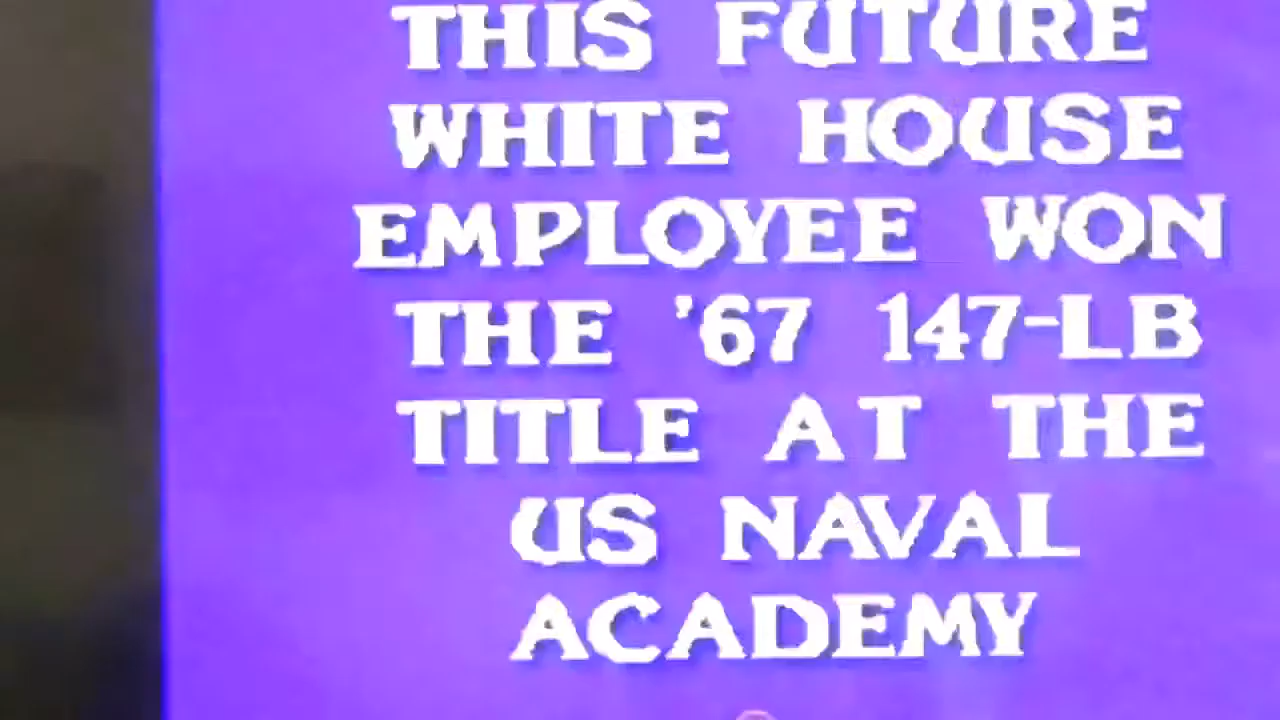 THIS FUTURE
WHITE HOUSE
EMPLOYEE WON
THE '67 147-LB
TITLE AT THE
US NAVAL
ACADEMY